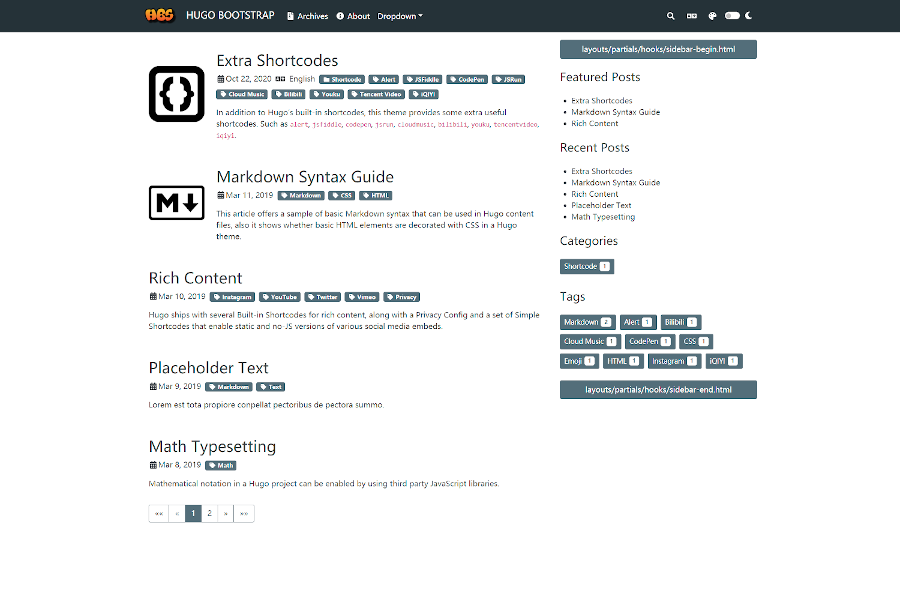 HBS HUGO BOOTSTRAP Archives About Dropdown
Extra Shortcodes
Oct 22, 2020 English Shortcode Alert JSFiddle CodePen JSRun
Cloud Music Bilibili Youku Tencent Video iQIYI
In addition to Hugo's built-in shortcodes, this theme provides some extra useful
shortcodes. Such as alert, jsfiddle, codepen, jsrun, cloudmusic, bilibili, youku, tencentvideo,
iqiyi.
Markdown Syntax Guide
Mar 11, 2019 Markdown CSS HTML
This article offers a sample of basic Markdown syntax that can be used in Hugo content
files, also it shows whether basic HTML elements are decorated with CSS in a Hugo
theme.
Rich Content
Mar 10, 2019 Instagram YouTube Twitter Vimeo Privacy
Hugo ships with several Built-in Shortcodes for rich content, along with a Privacy Config and a set of Simple
Shortcodes that enable static and no-JS versions of various social media embeds.
Placeholder Text
Mar 9, 2019 Markdown Text
Lorem est tota propiore conpellat pectoribus de pectora summo.
Math Typesetting
Mar 8, 2019 Math
Mathematical notation in a Hugo project can be enabled by using third party JavaScript libraries.
«« « 1 2 » »»
layouts/partials/hooks/sidebar-begin.html
Featured Posts
Extra Shortcodes
Markdown Syntax Guide
Rich Content
Recent Posts
Extra Shortcodes
Markdown Syntax Guide
Rich Content
Placeholder Text
Math Typesetting
Categories
Shortcode 1
Tags
Markdown 2 Alert 1 Bilibili 1
Cloud Music 1 CodePen 1 CSS 1
Emoji 1 HTML 1 Instagram 1 iQIYI 1
layouts/partials/hooks/sidebar-end.html